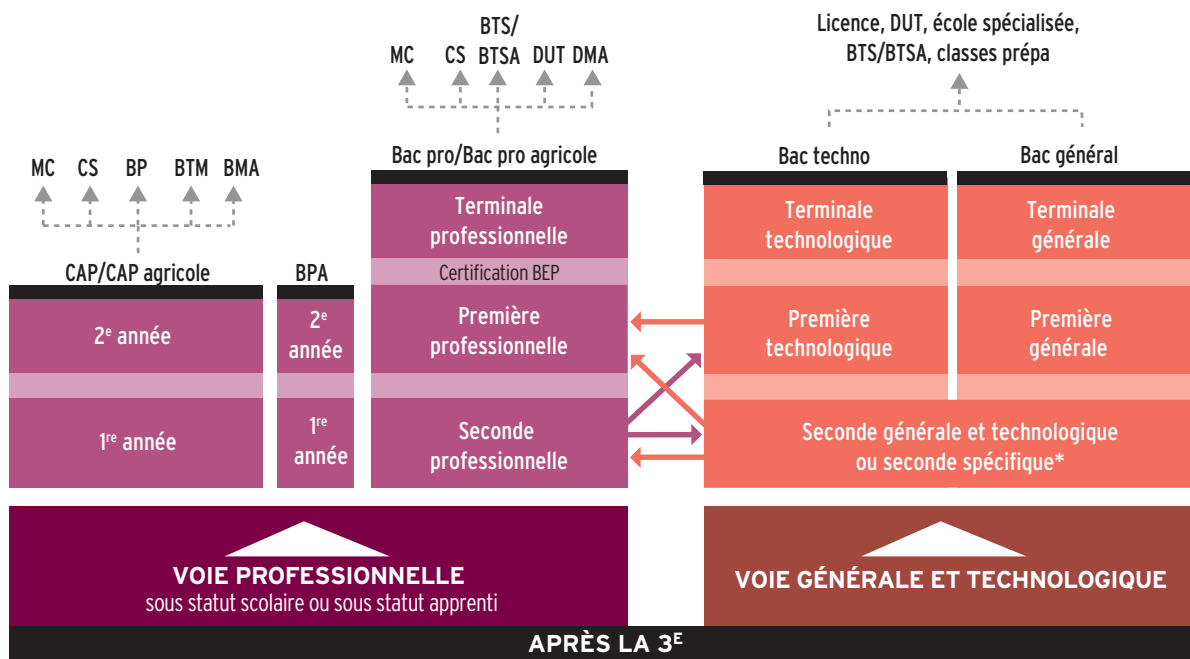 BTS/
MC CS BTSA DUT DMA
Licence, DUT, école spécialisée,
BTS/BTSA, classes prépa
MC CS BP BTM BMA
Bac pro/Bac pro agricole
Bac techno
Bac général
Terminale
professionnelle
Terminale
technologique
Terminale
générale
CAP/CAP agricole
BPA
Certification BEP
2e année
2e
année
Première
professionnelle
Première
technologique
Première
générale
1re année
1re
année
Seconde
professionnelle
Seconde générale et technologique
ou seconde spécifique*
VOIE PROFESSIONNELLE
sous statut scolaire ou sous statut apprenti
VOIE GÉNÉRALE ET TECHNOLOGIQUE
APRÈS LA 3E